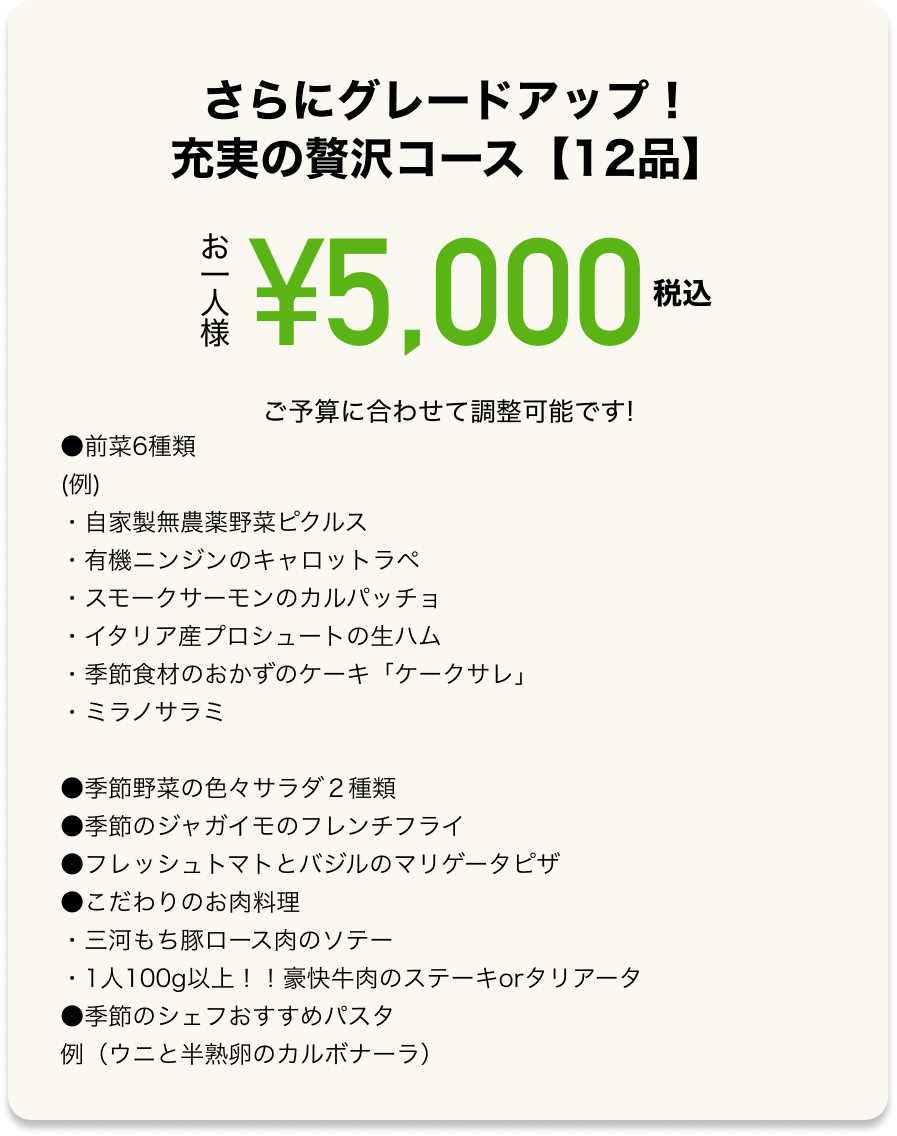 さらにグレードアップ！
充実の贅沢コース【12品】
お一人様
¥5,000
税込
ご予算に合わせて調整可能です!
●前菜6種類
(例)
・自家製無農薬野菜ピクルス
・有機ニンジンのキャロットラペ
・スモークサーモンのカルパッチョ
・イタリア産プロシュートの生ハム
・季節食材のおかずのケーキ「ケークサレ」
・ミラノサラミ
●季節野菜の色々サラダ２種類
●季節のジャガイモのフレンチフライ
●フレッシュトマトとバジルのマリゲータピザ
●こだわりのお肉料理
・三河もち豚ロース肉のソテー
・1人100g以上！！豪快牛肉のステーキorタリアータ
●季節のシェフおすすめパスタ
例（ウニと半熟卵のカルボナーラ）